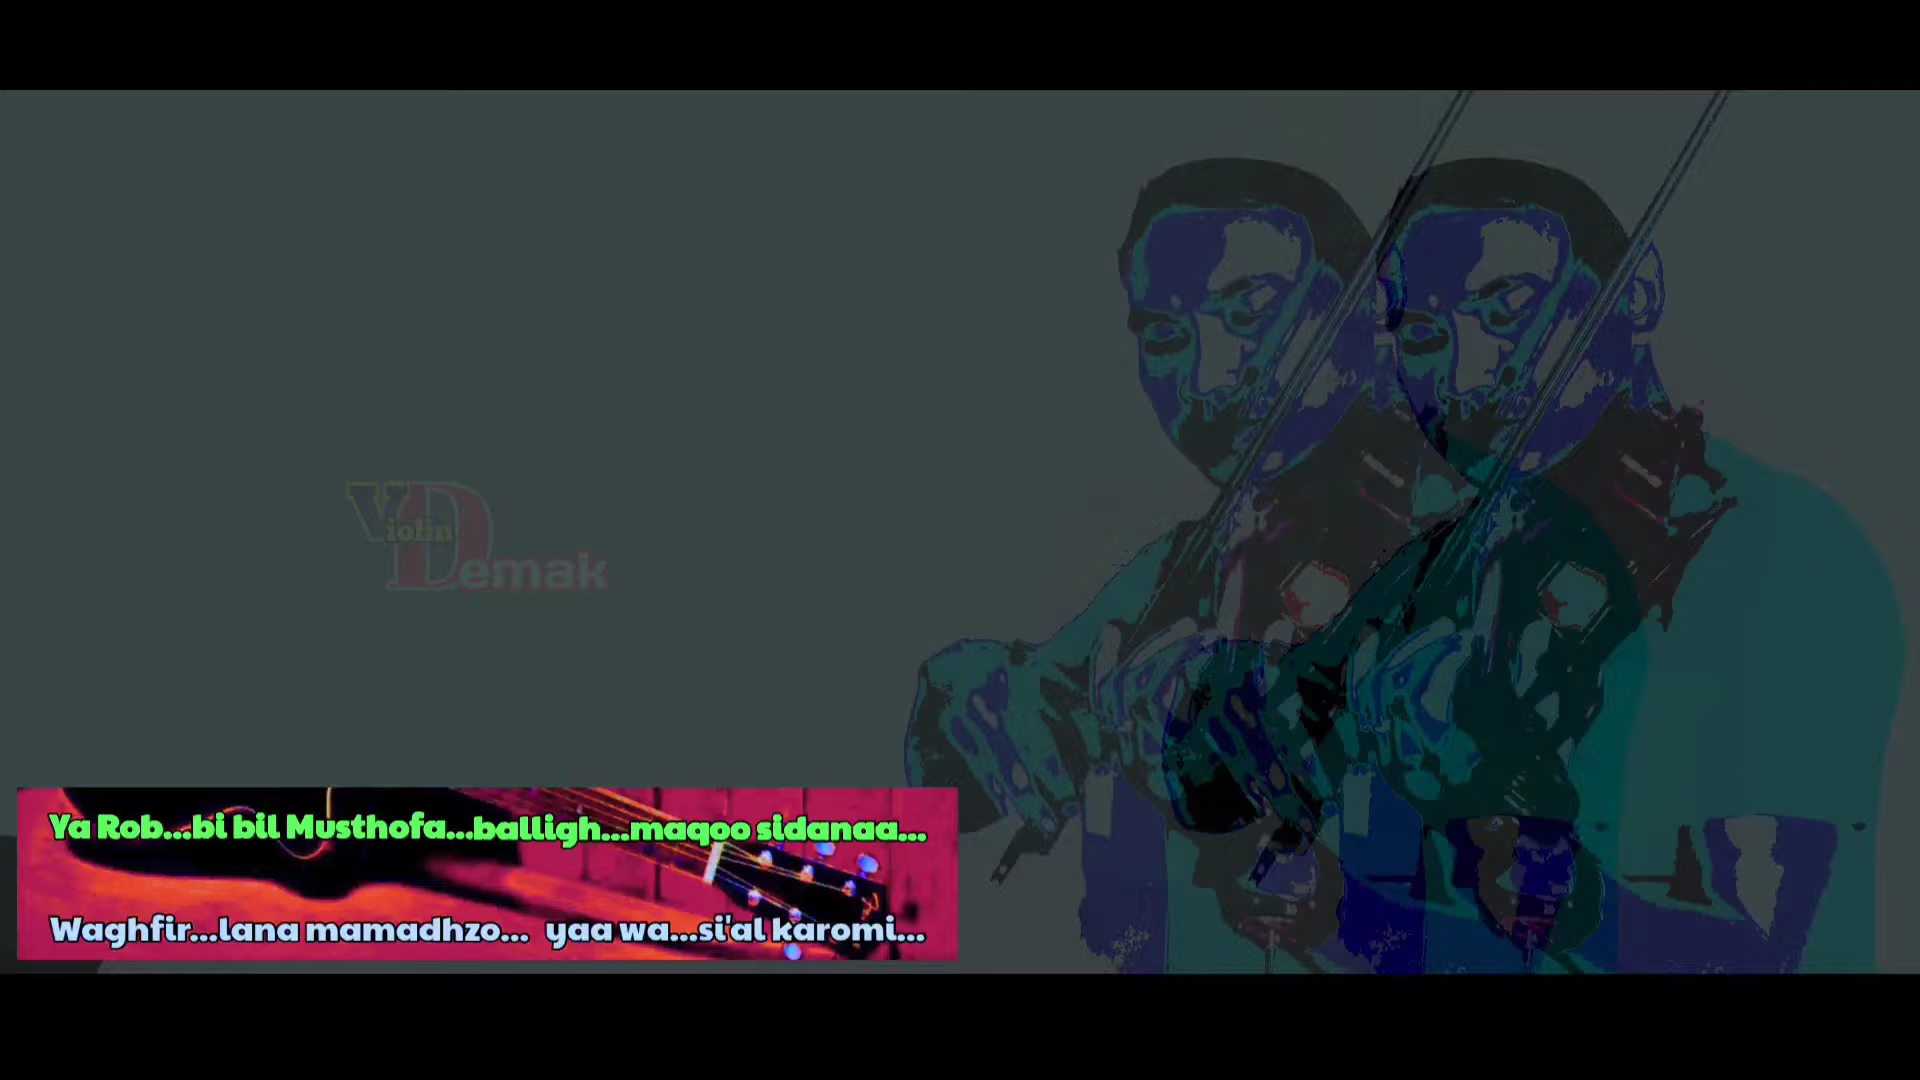 Violin
Demak
Ya Rob...bi bil Musthofa...balligh...maqoo sidanaa...
Waghfir...lana mamadhzo... yaa wa...si'al karomi...